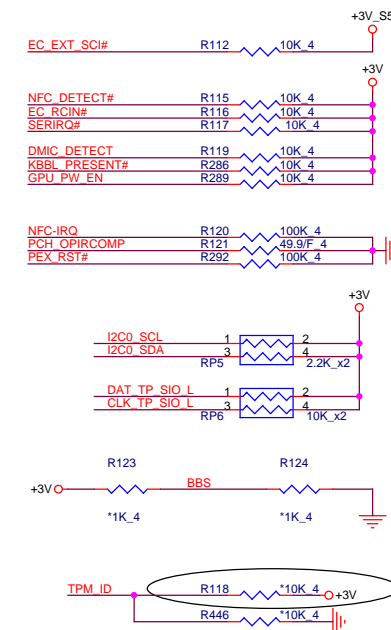 +3V_S5
EC_EXT_SCI# R112 10K_4
+3V
NFC_DETECT# R115 10K_4
EC_RCIN# R116 10K_4
SERIRQ# R117 10K_4
DMIC_DETECT R119 10K_4
KBBL_PRESENT# R286 10K_4
GPU_PW_EN R289 10K_4
NFC-IRQ R120 100K_4
PCH_OPIRCOMP R121 49.9/F_4
PEX_RST# R292 100K_4
+3V
I2C0_SCL 1 2
I2C0_SDA 3 4
RP5 2.2K_x2
DAT_TP_SIO_L 1 2
CLK_TP_SIO_L 3 4
RP6 10K_x2
R123 R124
+3V BBS
*1K_4 *1K_4
TPM_ID R118 *10K_4 +3V
R446 *10K_4